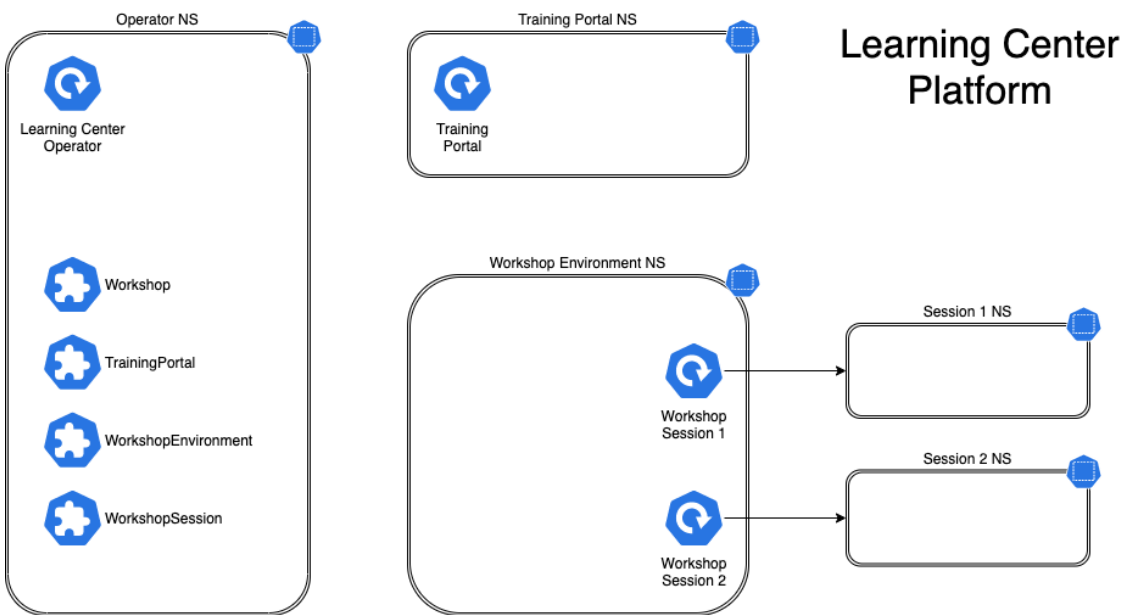 Operator NS
Training Portal NS
Learning Center
Platform
Learning Center
Operator
Training
Portal
Workshop
TrainingPortal
WorkshopEnvironment
WorkshopSession
Workshop Environment NS
Workshop
Session 1
Session 1 NS
Workshop
Session 2
Session 2 NS